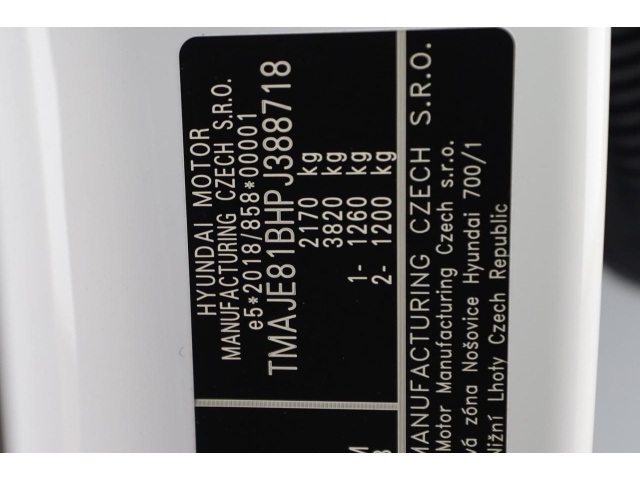 HYUNDAI MOTOR
MANUFACTURING CZECH S.R.O.
e5*2018/858*00001
TMAJE81BHPJ388718
2170 kg
3820 kg
1- 1260 kg
2- 1200 kg
MANUFACTURING CZECH S.R.O.
Motor Manufacturing Czech s.r.o.
vá zóna Nošovice Hyundai 700/1
Nižní Lhoty Czech Republic